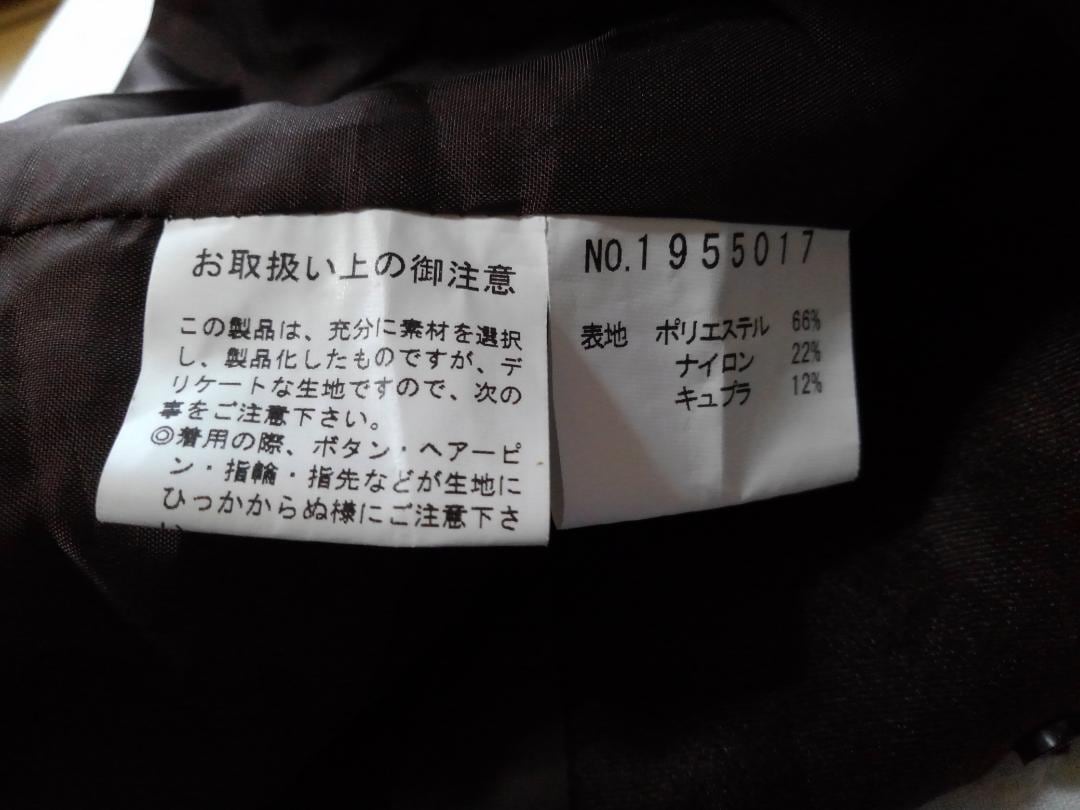 お取扱い上の御注意
この製品は、充分に素材を選択
し、製品化したものですが、デ
リケートな生地ですので、次の
事をご注意下さい。
◎着用の際、ボタン・ヘアーピ
ン・指輪・指先などが生地に
ひっかからぬ様にご注意下さ
い
NO.1955017
表地 ポリエステル 66%
ナイロン 22%
キュプラ 12%